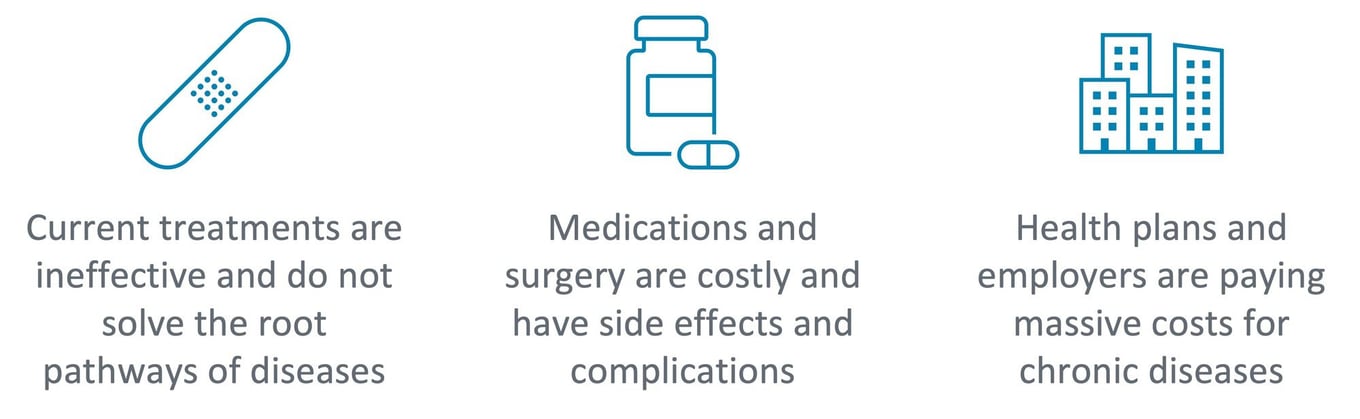 Current treatments are
ineffective and do not
solve the root
pathways of diseases
Medications and
surgery are costly and
have side effects and
complications
Health plans and
employers are paying
massive costs for
chronic diseases